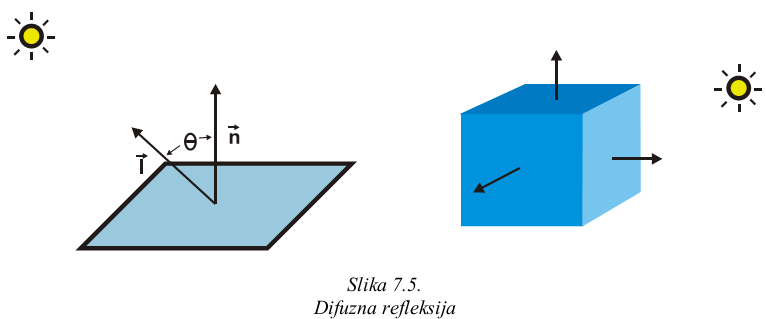 θ
n
l
Slika 7.5.
Difuzna refleksija